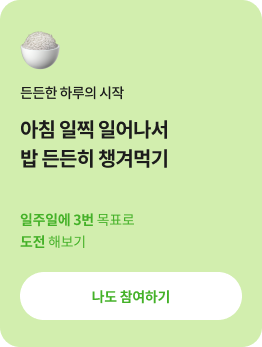 든든한 하루의 시작
아침 일찍 일어나서
밥 든든히 챙겨먹기
일주일에 3번 목표로
도전 해보기
나도 참여하기